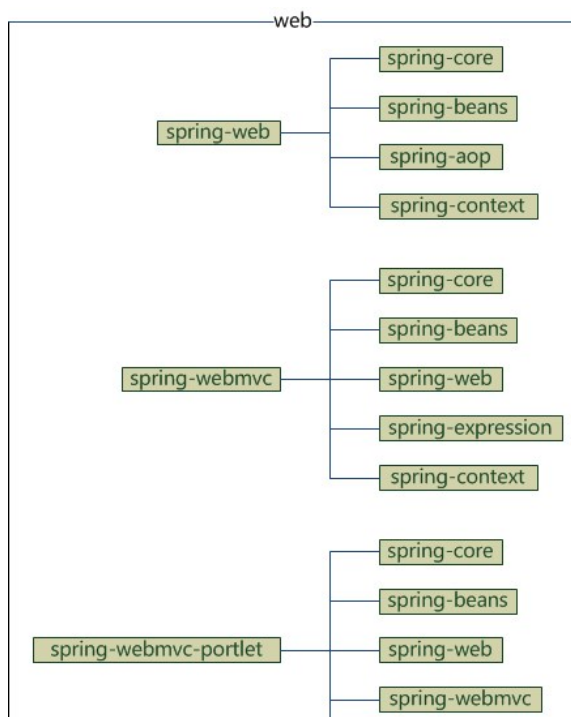 web
spring-core
spring-beans
spring-web
spring-aop
spring-context
spring-core
spring-beans
spring-webmvc
spring-web
spring-expression
spring-context
spring-core
spring-beans
spring-webmvc-portlet
spring-web
spring-webmvc